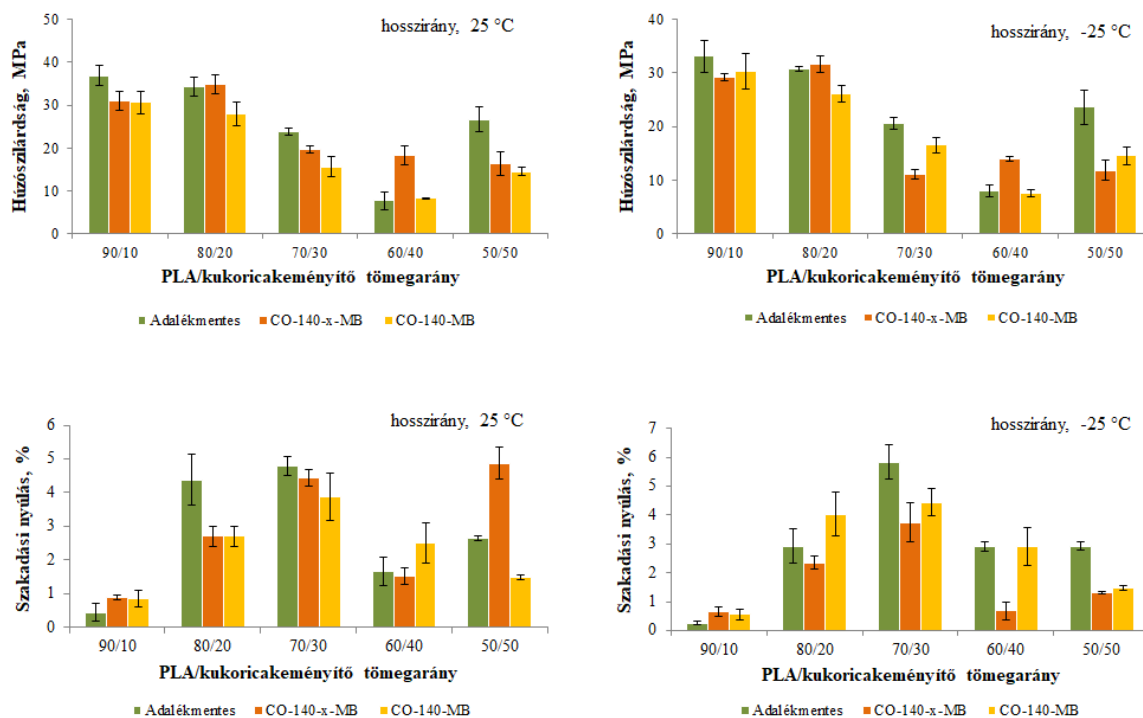 hosszirány, 25 °C
Húzószilárdság, MPa
50
40
30
20
10
0
90/10 80/20 70/30 60/40 50/50
PLA/kukoricakeményítő tömegarány
Adalékmentes CO-140-x-MB CO-140-MB
hosszirány, -25 °C
Húzószilárdság, MPa
40
30
20
10
0
90/10 80/20 70/30 60/40 50/50
PLA/kukoricakeményítő tömegarány
Adalékmentes CO-140-x-MB CO-140-MB
hosszirány, 25 °C
Szakadási nyúlás, %
6
5
4
3
2
1
0
90/10 80/20 70/30 60/40 50/50
PLA/kukoricakeményítő tömegarány
Adalékmentes CO-140-x-MB CO-140-MB
hosszirány, -25 °C
Szakadási nyúlás, %
7
6
5
4
3
2
1
0
90/10 80/20 70/30 60/40 50/50
PLA/kukoricakeményítő tömegarány
Adalékmentes CO-140-x-MB CO-140-MB